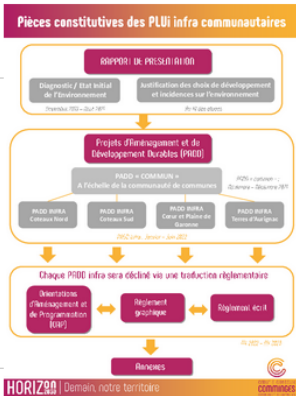 Pièces constitutives des PLUi infra communautaires
RAPPORT DE PRESENTATION
Diagnostic / Etat Initial
de l'Environnement
Justification des choix de développement
et incidences sur l'environnement
Projets d'Aménagement et de
Développement Durables (PADD)
PADD « COMMUN »
A l'échelle de la communauté de communes
PADD INFRA
Coteaux Nord
PADD INFRA
Coteaux Sud
PADD INFRA
Cœur et Plaine de
Garonne
PADD INFRA
Terres d'Aurignac
Chaque PADD infra sera décliné via une traduction règlementaire
Orientations
d'Aménagement et
de Programmation
(OAP)
Règlement
graphique
Règlement écrit
Annexes
HORIZON
Demain, notre territoire
COMMINGES